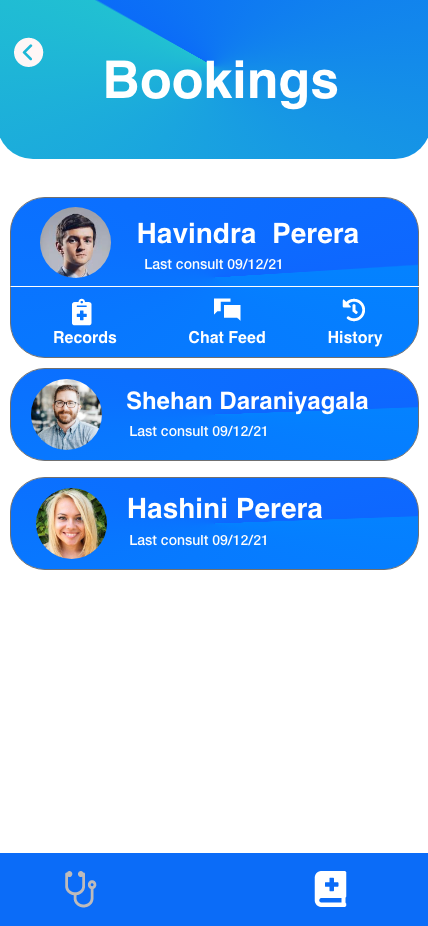 Bookings
Havindra Perera
Last consult 09/12/21
Records
Chat Feed
History
Shehan Daraniyagala
Last consult 09/12/21
Hashini Perera
Last consult 09/12/21